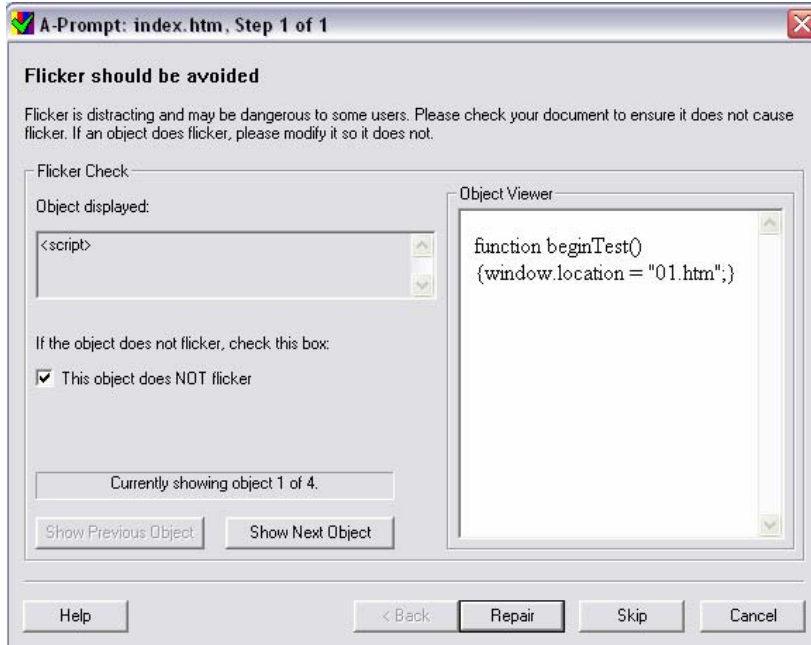 A-Prompt: index.htm, Step 1 of 1
Flicker should be avoided
Flicker is distracting and may be dangerous to some users. Please check your document to ensure it does not cause
flicker. If an object does flicker, please modify it so it does not.
Flicker Check
Object displayed:
<script>
If the object does not flicker, check this box:
This object does NOT flicker
Currently showing object 1 of 4.
Show Previous Object
Show Next Object
Object Viewer
function beginTest()
{window.location = "01.htm";}
Help
< Back
Repair
Skip
Cancel